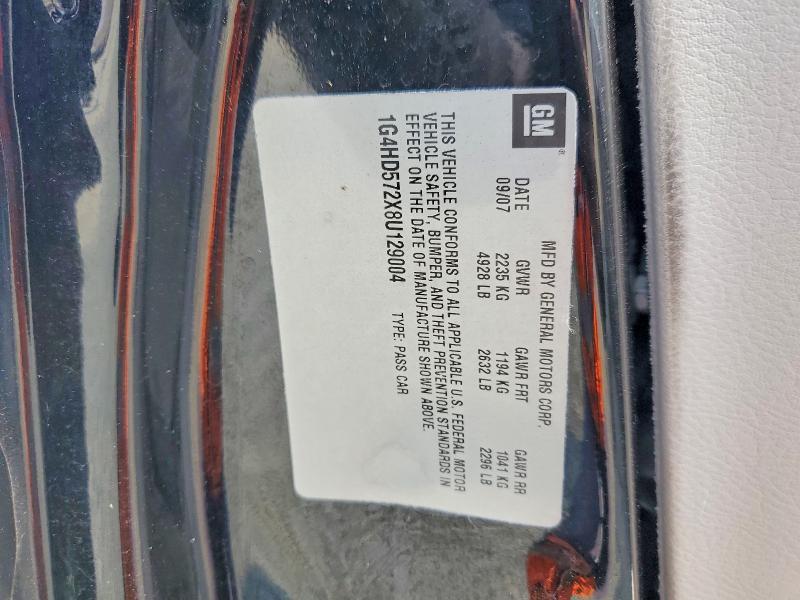 GM
MFD BY GENERAL MOTORS CORP.
DATE GVWR GAWR FRT GAWR RR
09/07 2235 KG 1194 KG 1041 KG
4928 LB 2632 LB 2296 LB
THIS VEHICLE CONFORMS TO ALL APPLICABLE U.S. FEDERAL MOTOR
VEHICLE SAFETY, BUMPER, AND THEFT PREVENTION STANDARDS IN
EFFECT ON THE DATE OF MANUFACTURE SHOWN ABOVE.
1G4HD572X8U129004 TYPE: PASS CAR